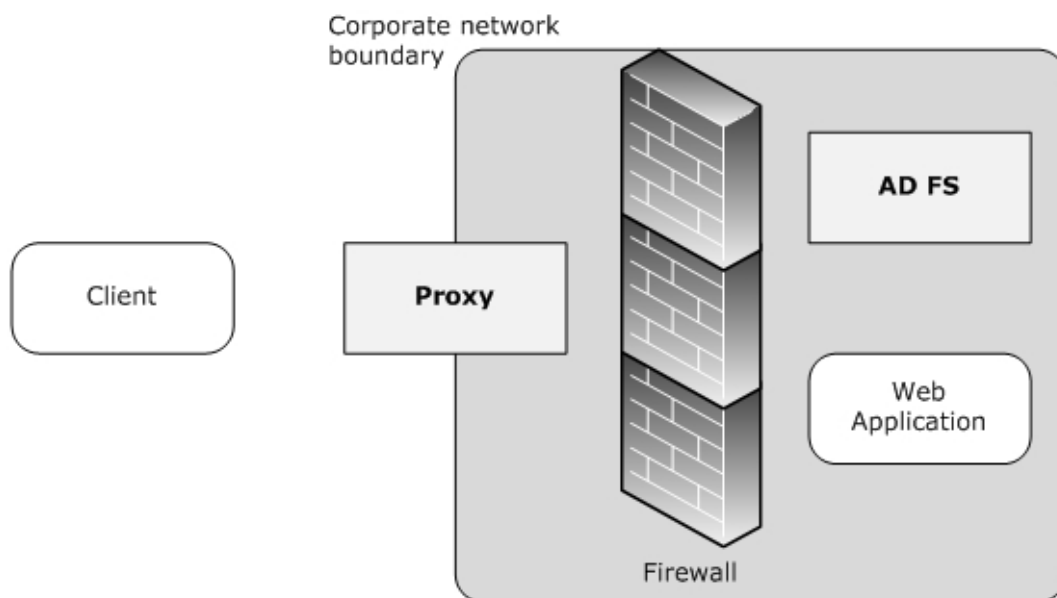 Corporate network
boundary
AD FS
Client
Proxy
Web
Application
Firewall